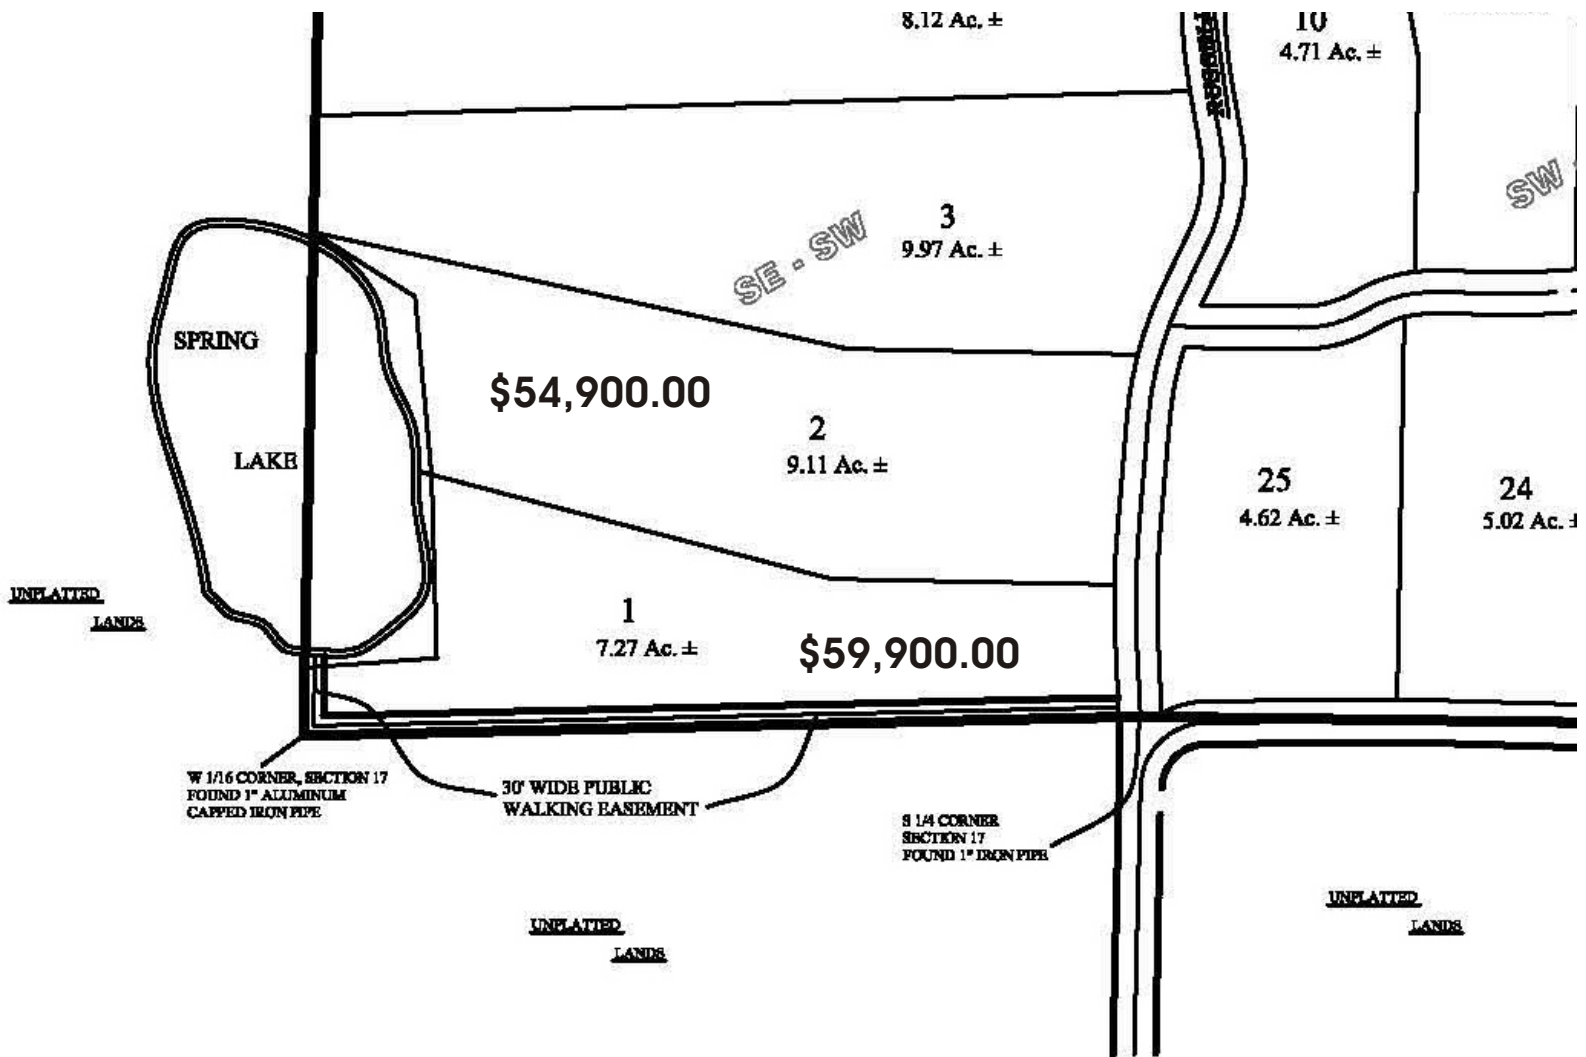 8.12 Ac. ±
10
4.71 Ac. ±
SW
3
9.97 Ac. ±
SE - SW
SPRING
LAKE
$54,900.00
2
9.11 Ac. ±
25
4.62 Ac. ±
24
5.02 Ac. ±
UNPLATTED
LANDS
1
7.27 Ac. ±
$59,900.00
W 1/16 CORNER, SECTION 17
FOUND 1" ALUMINUM
CAPPED IRON PIPE
30' WIDE PUBLIC
WALKING EASEMENT
S 1/4 CORNER
SECTION 17
FOUND 1" IRON PIPE
UNPLATTED
LANDS
UNPLATTED
LANDS